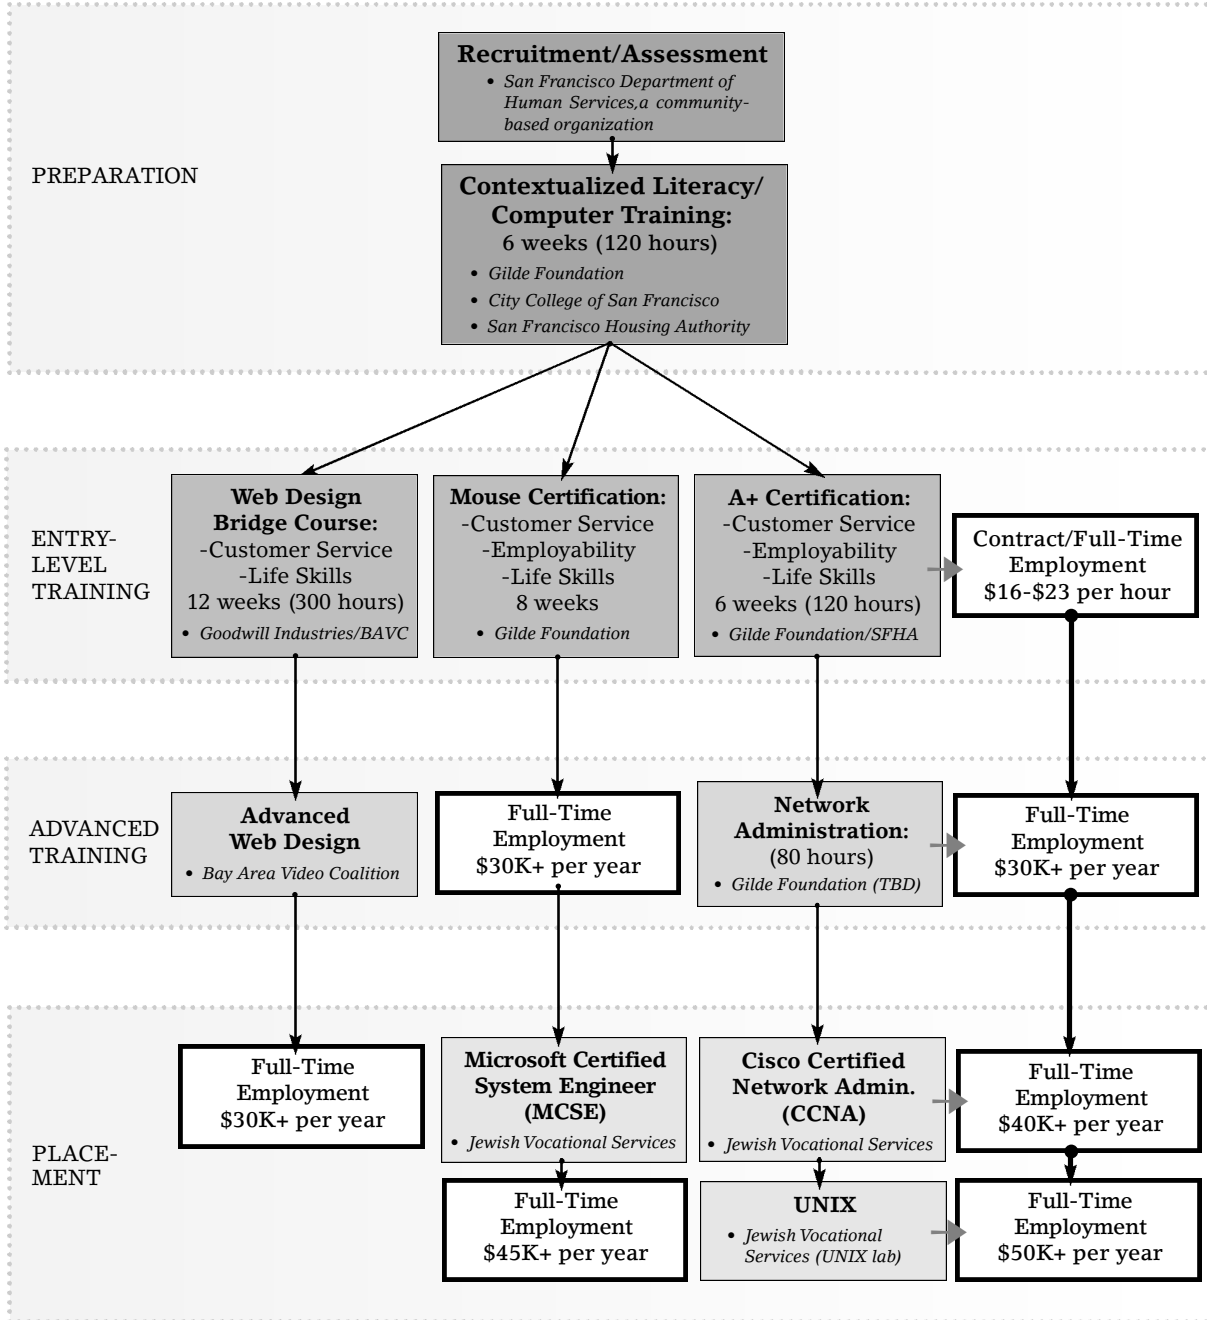 PREPARATION
Recruitment/Assessment
• San Francisco Department of
Human Services,a community-
based organization
Contextualized Literacy/
Computer Training:
6 weeks (120 hours)
• Gilde Foundation
• City College of San Francisco
• San Francisco Housing Authority
ENTRY-
LEVEL
TRAINING
Web Design
Bridge Course:
-Customer Service
-Life Skills
12 weeks (300 hours)
• Goodwill Industries/BAVC
Mouse Certification:
-Customer Service
-Employability
-Life Skills
8 weeks
• Gilde Foundation
A+ Certification:
-Customer Service
-Employability
-Life Skills
6 weeks (120 hours)
• Gilde Foundation/SFHA
Contract/Full-Time
Employment
$16-$23 per hour
ADVANCED
TRAINING
Advanced
Web Design
• Bay Area Video Coalition
Full-Time
Employment
$30K+ per year
Network
Administration:
(80 hours)
• Gilde Foundation (TBD)
Full-Time
Employment
$30K+ per year
PLACE-
MENT
Full-Time
Employment
$30K+ per year
Microsoft Certified
System Engineer
(MCSE)
• Jewish Vocational Services
Full-Time
Employment
$45K+ per year
Cisco Certified
Network Admin.
(CCNA)
• Jewish Vocational Services
Full-Time
Employment
$40K+ per year
UNIX
• Jewish Vocational
Services (UNIX lab)
Full-Time
Employment
$50K+ per year